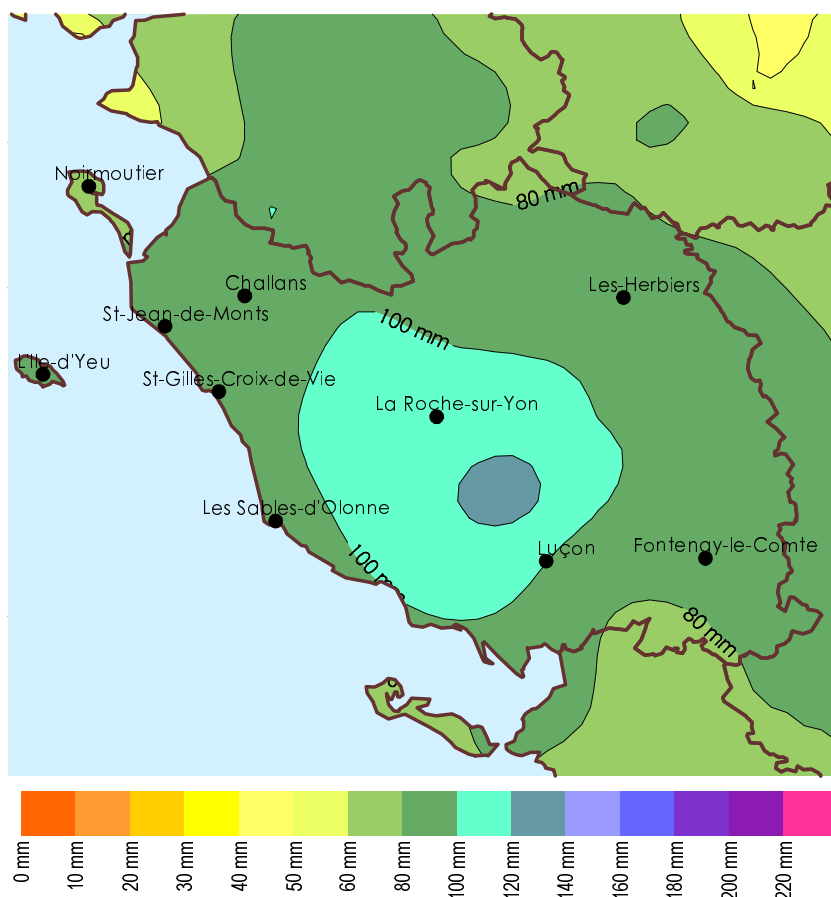 Noirmoutier
80 mm
Challans
Les-Herbiers
St-Jean-de-Monts
100 mm
L'Ile-d'Yeu
St-Gilles-Croix-de-Vie
La Roche-sur-Yon
Les Sables-d'Olonne
Luçon
Fontenay-le-Comte
100 m
80 mm
0 mm
10 mm
20 mm
30 mm
40 mm
50 mm
60 mm
80 mm
100 mm
120 mm
140 mm
160 mm
180 mm
200 mm
220 mm